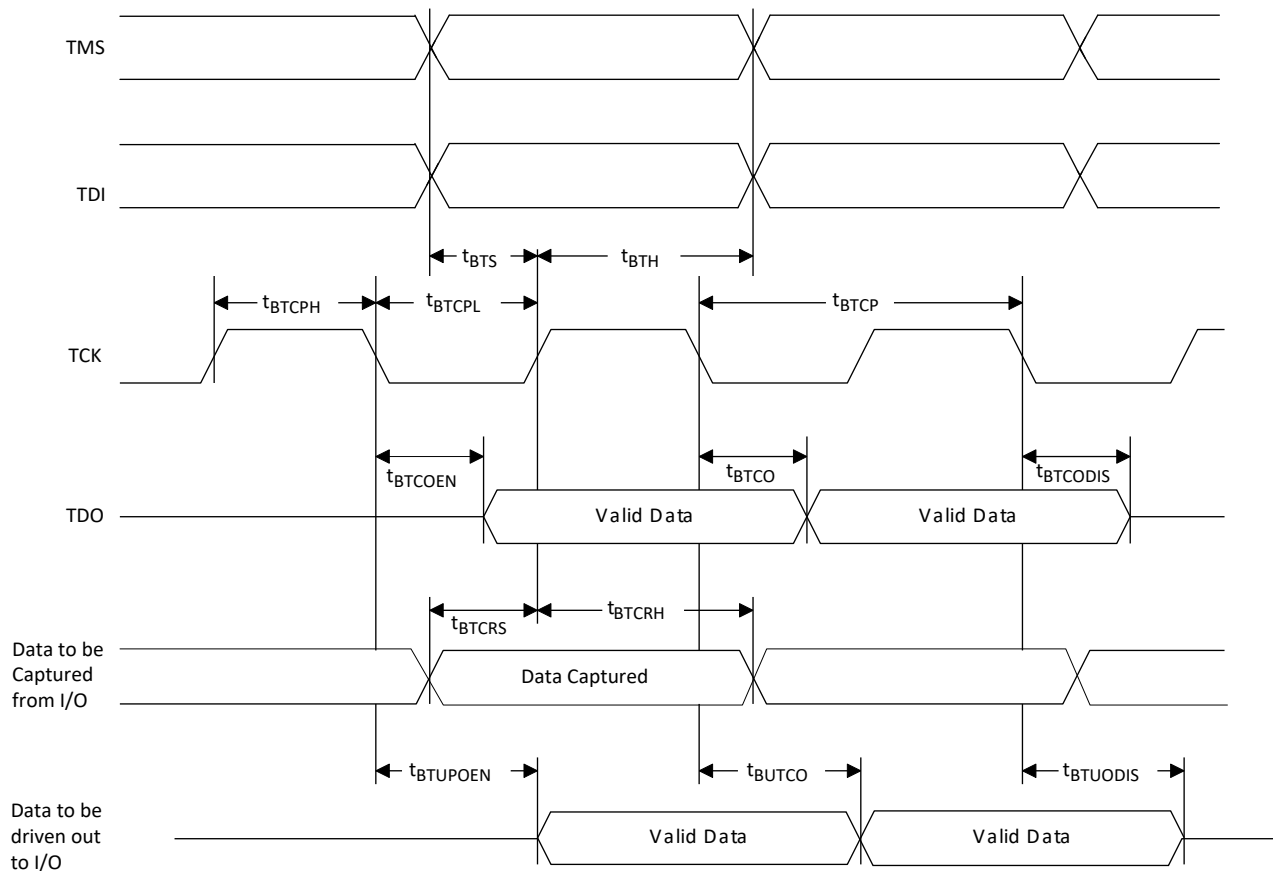 TMS
TDI
tBTS
tBTH
tBTCPH
tBTCPL
tBTCP
TCK
tBTCOEN
tBTCO
tBTCODIS
TDO
Valid Data
Valid Data
tBTCRS
tBTCRH
Data to be
Captured
from I/O
Data Captured
tBTUPOEN
tBUTCO
tBTUODIS
Data to be
driven out
to I/O
Valid Data
Valid Data